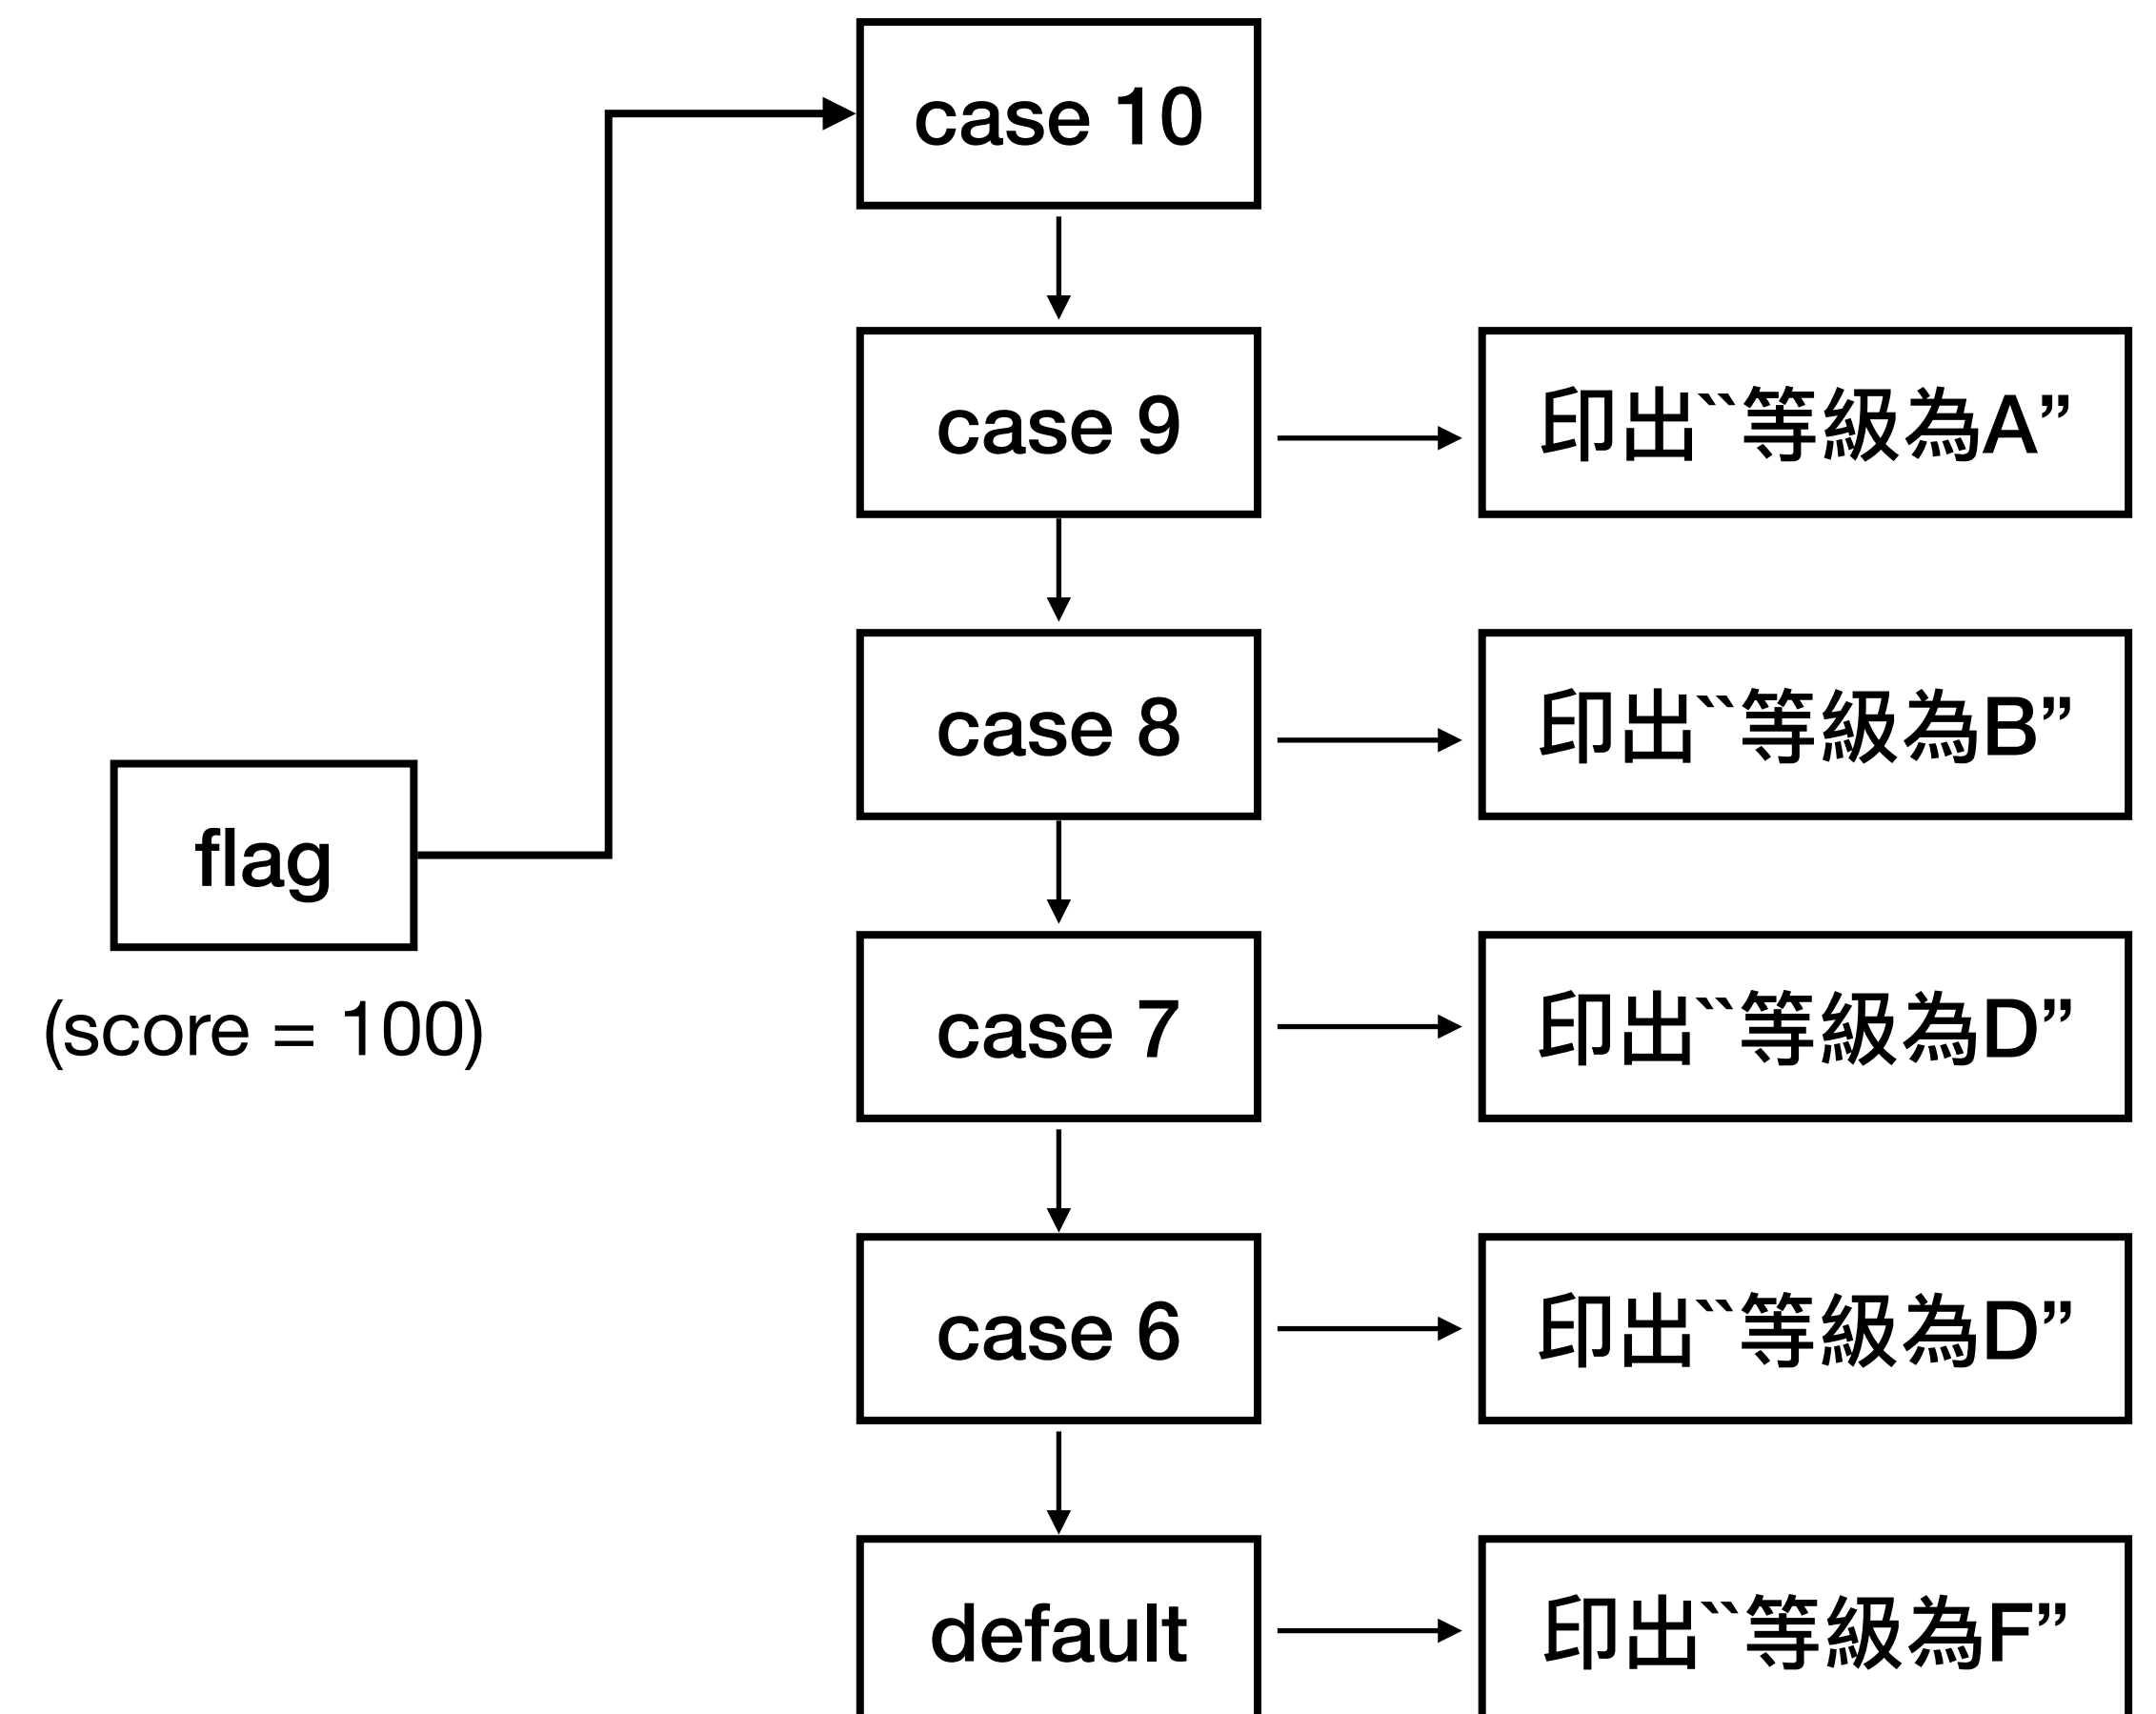 case 10
case 9
印出``等級為A”
case 8
印出``等級為B”
flag
(score = 100)
case 7
印出``等級為D”
case 6
印出``等級為D”
default
印出``等級為F”